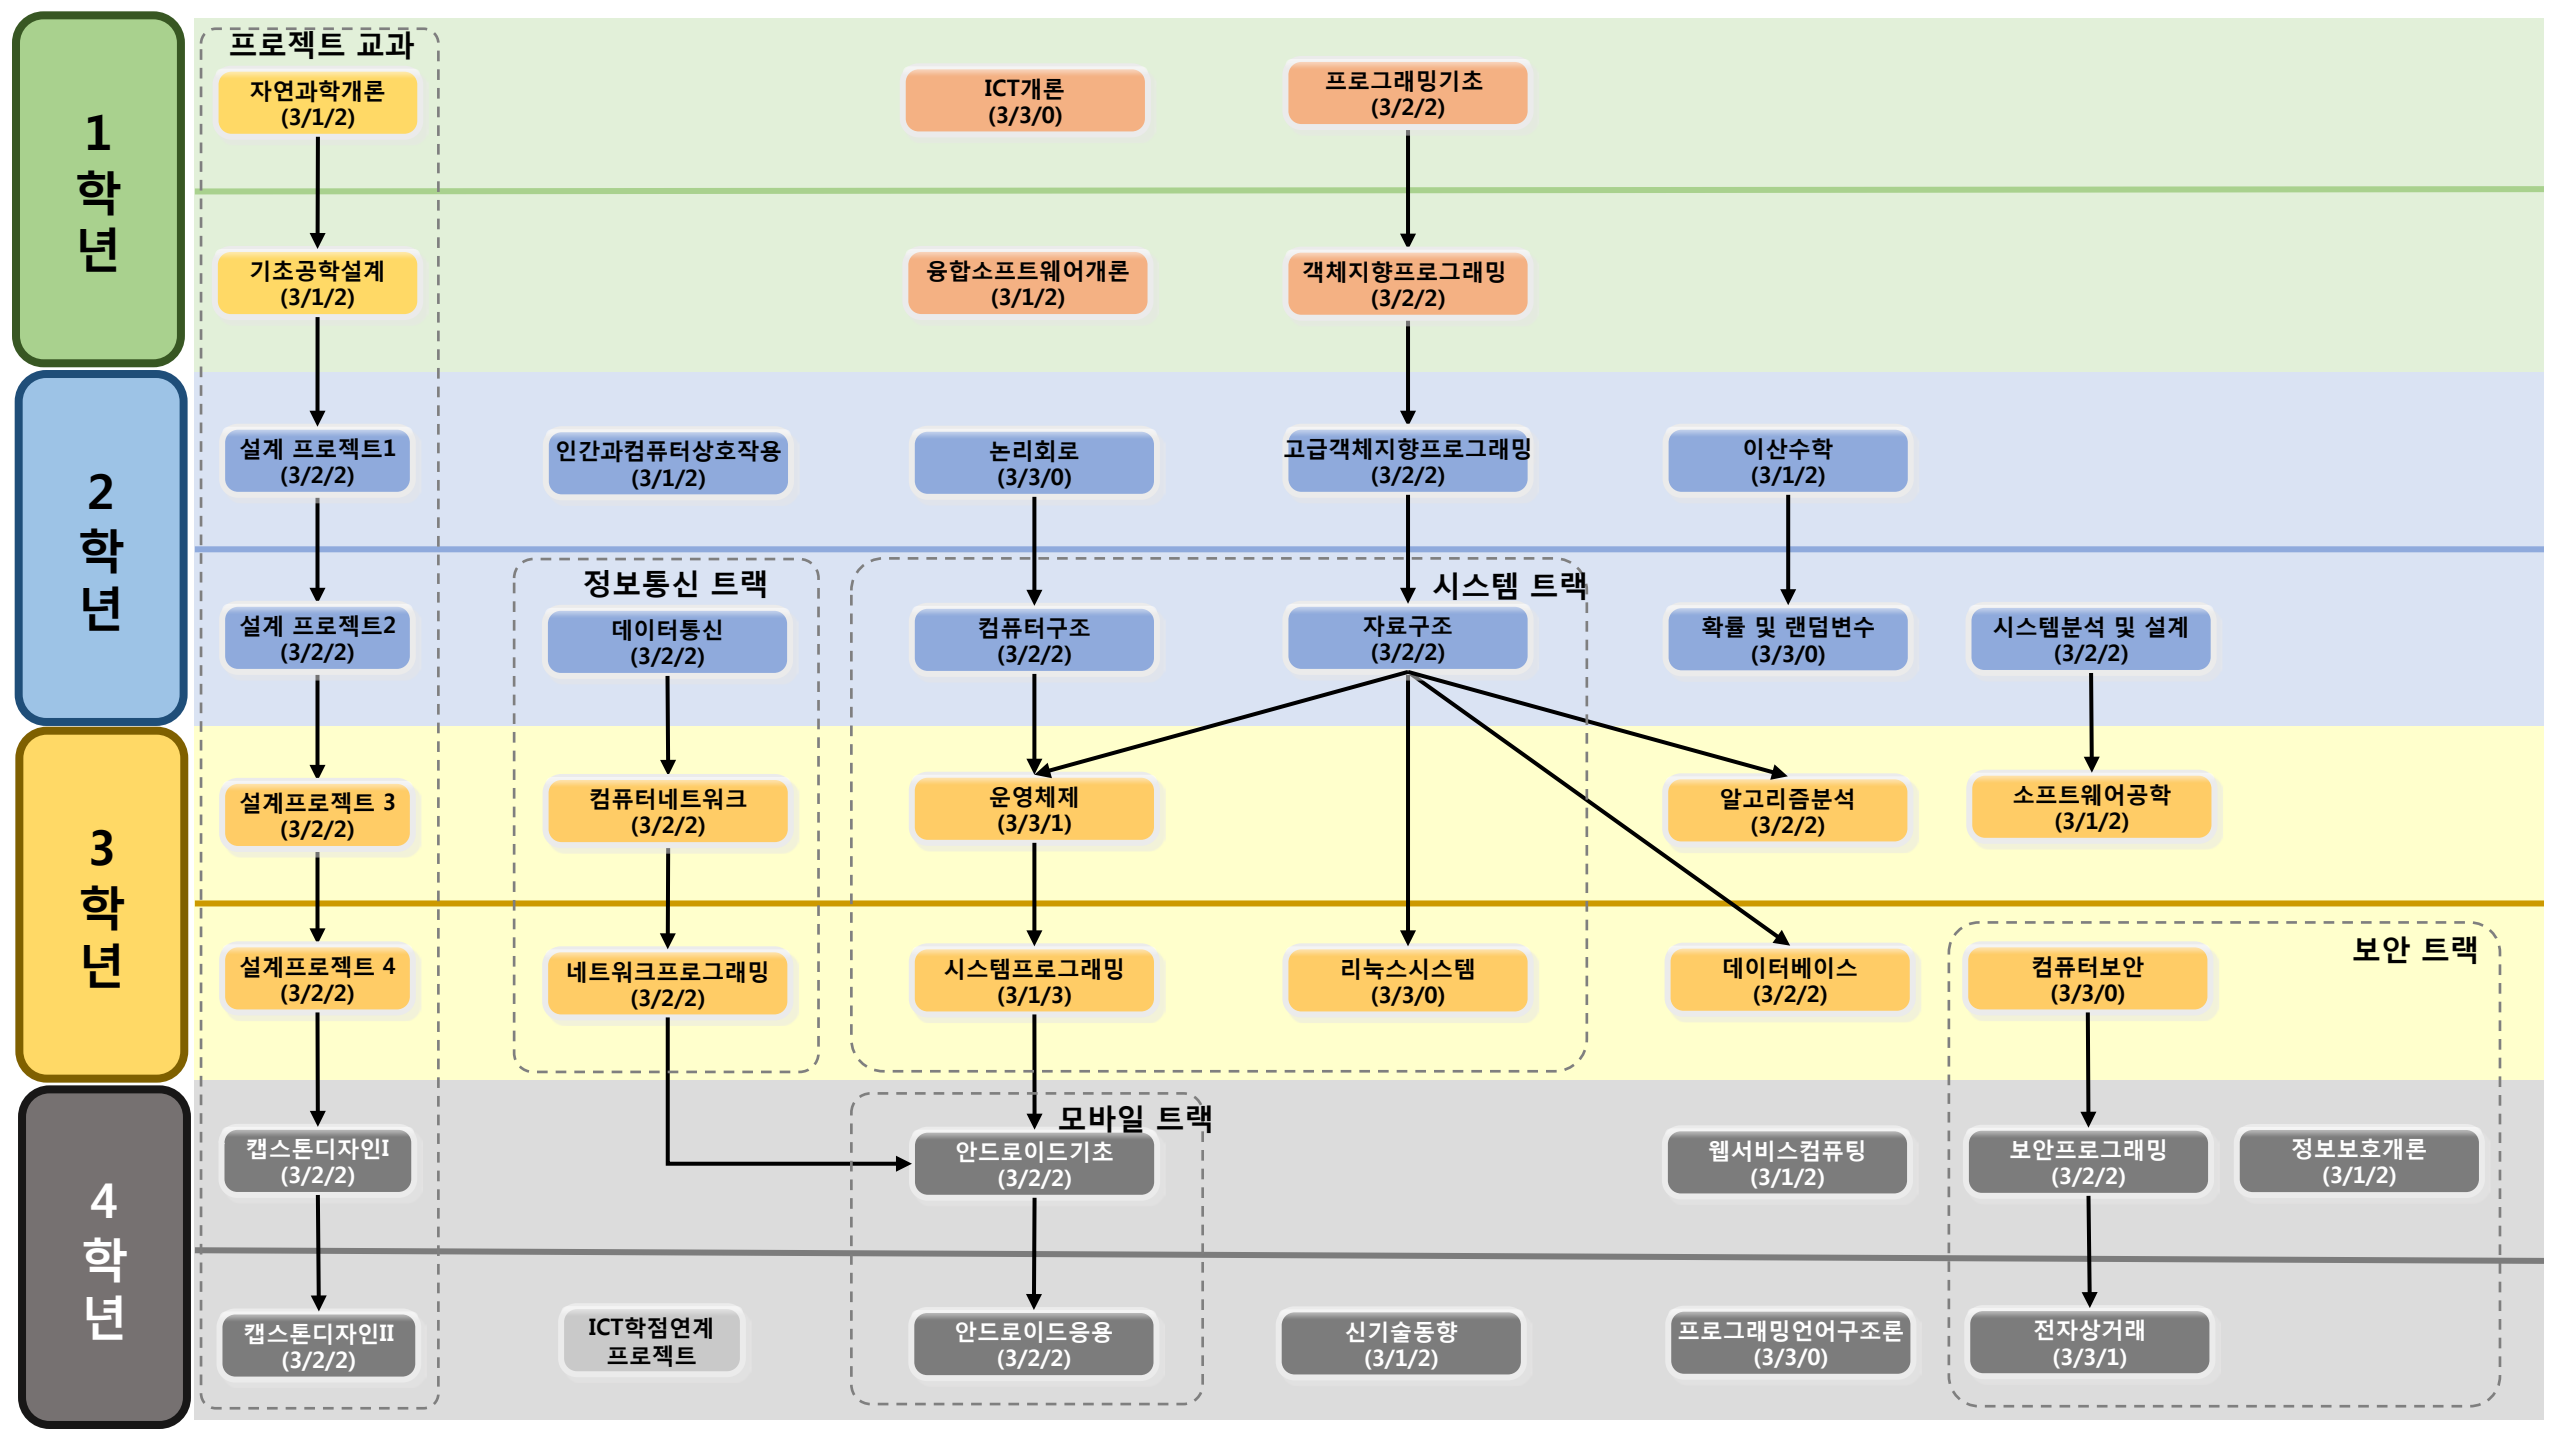 1
학
년
프로젝트 교과
자연과학개론
(3/1/2)
ICT개론
(3/3/0)
프로그래밍기초
(3/2/2)
기초공학설계
(3/1/2)
융합소프트웨어개론
(3/1/2)
객체지향프로그래밍
(3/2/2)
2
학
년
설계 프로젝트1
(3/2/2)
인간과컴퓨터상호작용
(3/1/2)
논리회로
(3/3/0)
고급객체지향프로그래밍
(3/2/2)
이산수학
(3/1/2)
정보통신 트랙
시스템 트랙
설계 프로젝트2
(3/2/2)
데이터통신
(3/2/2)
컴퓨터구조
(3/2/2)
자료구조
(3/2/2)
확률 및 랜덤변수
(3/3/0)
시스템분석 및 설계
(3/2/2)
3
학
년
설계프로젝트 3
(3/2/2)
컴퓨터네트워크
(3/2/2)
운영체제
(3/3/1)
알고리즘분석
(3/2/2)
소프트웨어공학
(3/1/2)
보안 트랙
설계프로젝트 4
(3/2/2)
네트워크프로그래밍
(3/2/2)
시스템프로그래밍
(3/1/3)
리눅스시스템
(3/3/0)
데이터베이스
(3/2/2)
컴퓨터보안
(3/3/0)
4
학
년
모바일 트랙
캡스톤디자인I
(3/2/2)
안드로이드기초
(3/2/2)
웹서비스컴퓨팅
(3/1/2)
보안프로그래밍
(3/2/2)
정보보호개론
(3/1/2)
캡스톤디자인II
(3/2/2)
ICT학점연계
프로젝트
안드로이드응용
(3/2/2)
신기술동향
(3/1/2)
프로그래밍언어구조론
(3/3/0)
전자상거래
(3/3/1)